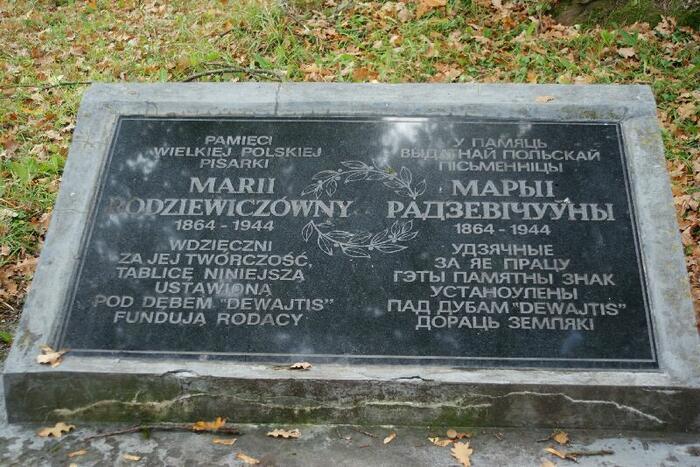 PAMIĘCI
WIELKIEJ POLSKIEJ
PISARKI
MARII
RODZIEWICZÓWNY
1864 - 1944
WDZIĘCZNI
ZA JEJ TWÓRCZOŚĆ,
TABLICĘ NINIEJSZĄ
USTAWIONĄ
POD DĘBEM "DEWAJTIS"
FUNDUJĄ RODACY
У ПАМЯЦЬ
ВЫДАТНАЙ ПОЛЬСКАЙ
ПІСЬМЕННІЦЫ
МАРЫІ
РАДЗЕВІЧУЎНЫ
1864 - 1944
УДЗЯЧНЫЕ
ЗА ЯЕ ПРАЦУ
ГЭТЫ ПАМЯТНЫ ЗНАК
УСТАНОУЛЕНЫ
ПАД ДУБАМ "DEWAJTIS"
ДОРАЦЬ ЗЕМЛЯКІ